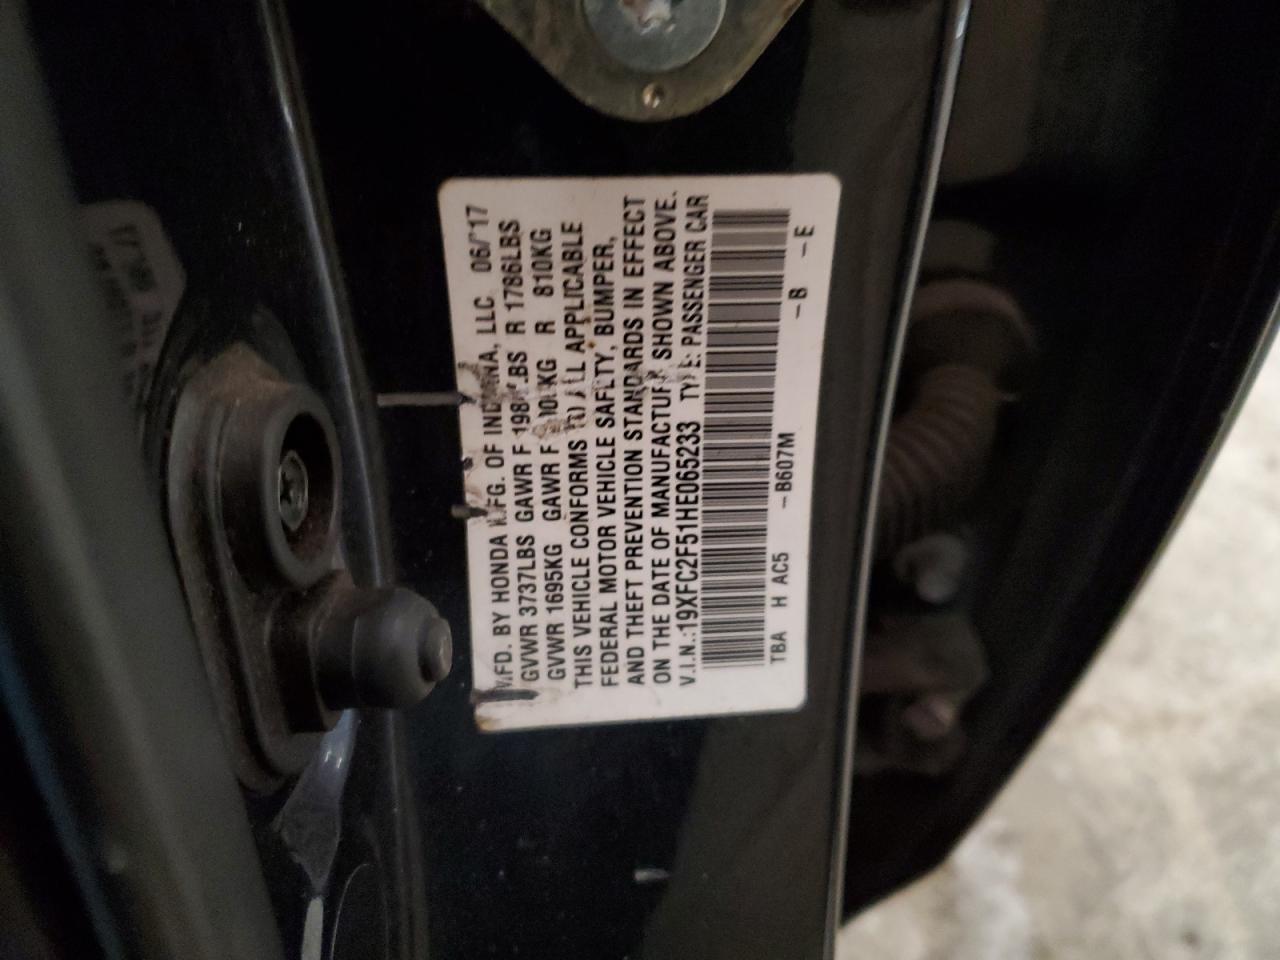 MFD. BY HONDA MFG. OF INDIANA, LLC 06/17
GVWR 3737LBS GAWR F LBS R 1786LBS
GVWR 1695KG GAWR F KG R 810KG
THIS VEHICLE CONFORMS TO ALL APPLICABLE
FEDERAL MOTOR VEHICLE SAFETY, BUMPER,
AND THEFT PREVENTION STANDARDS IN EFFECT
ON THE DATE OF MANUFACTURE SHOWN ABOVE.
V.I.N.:19XFC2F51HE065233 TYPE: PASSENGER CAR
TBA H AC5 -B607M -B -E